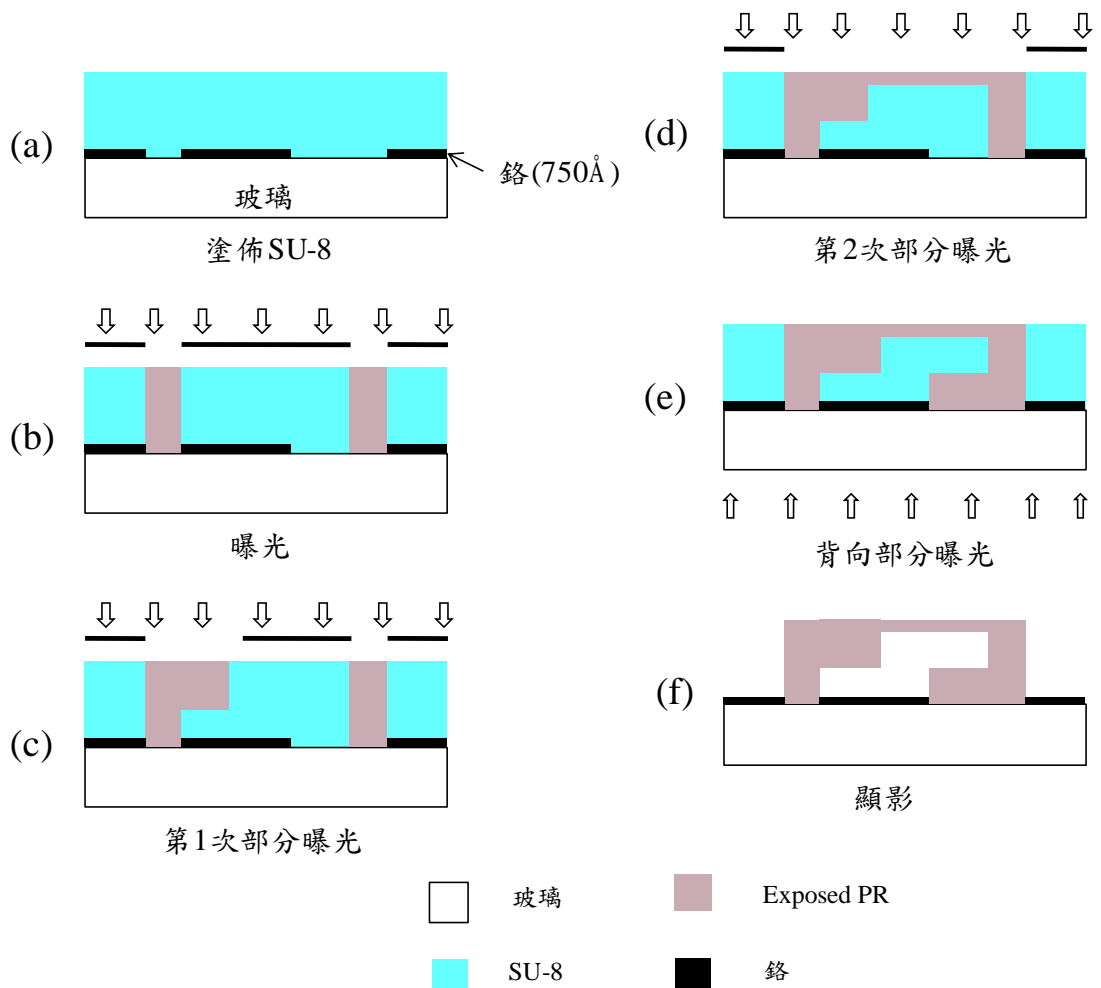 (a)
玻璃
鉻(750Å)
塗佈SU-8
(b)
曝光
(c)
第1次部分曝光
(d)
第2次部分曝光
(e)
背向部分曝光
(f)
顯影
玻璃
Exposed PR
SU-8
鉻